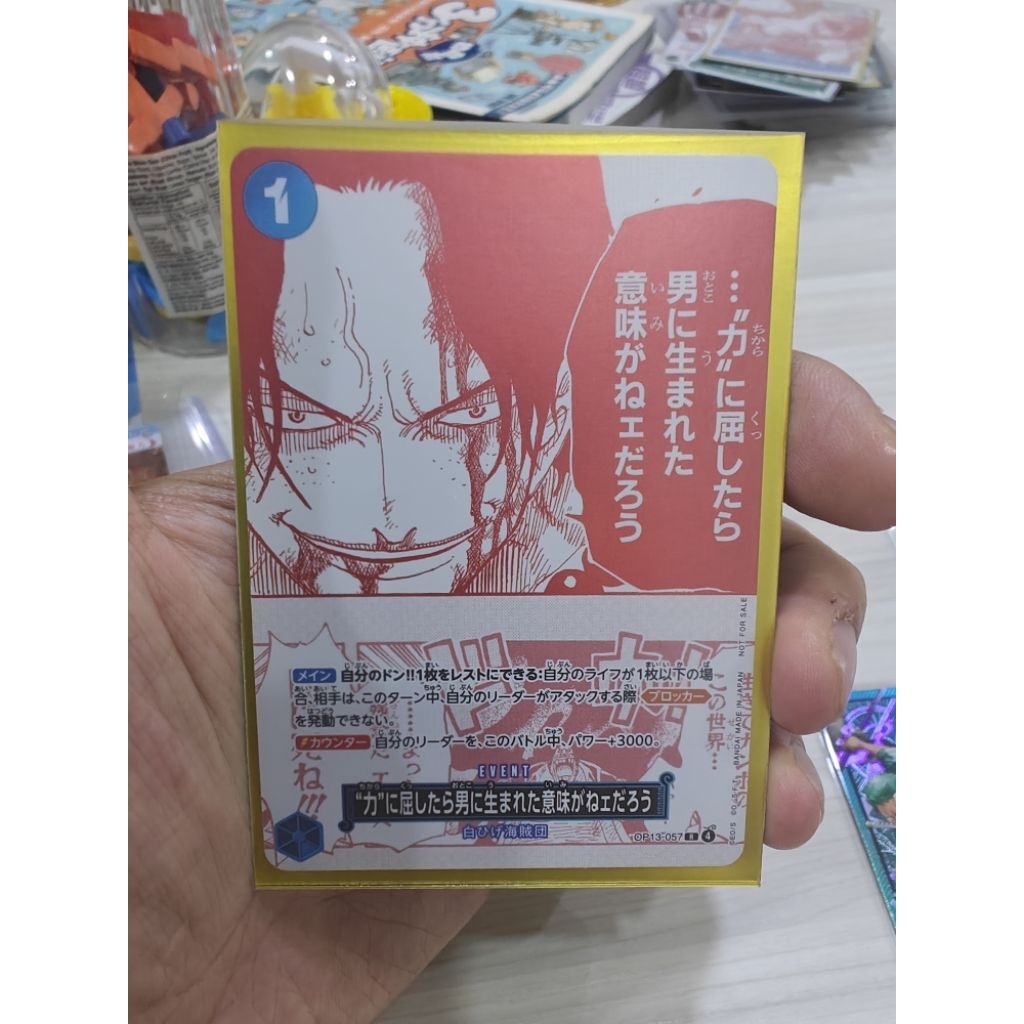 1
…“力”に屈したら
男に生まれた
意味がねェだろう
メイン 自分のドン!!1枚をレストにできる:自分のライフが1枚以下の場
合、相手は、このターン中、自分のリーダーがアタックする際、ブロッカー
を発動できない。
カウンター 自分のリーダーを、このバトル中、パワー+3000。
EVENT
“力”に屈したら男に生まれた意味がねェだろう
白ひげ海賊団
OP13-057 R 4
BANDAI MADE IN JAPAN NOT FOR SALE
この世界…